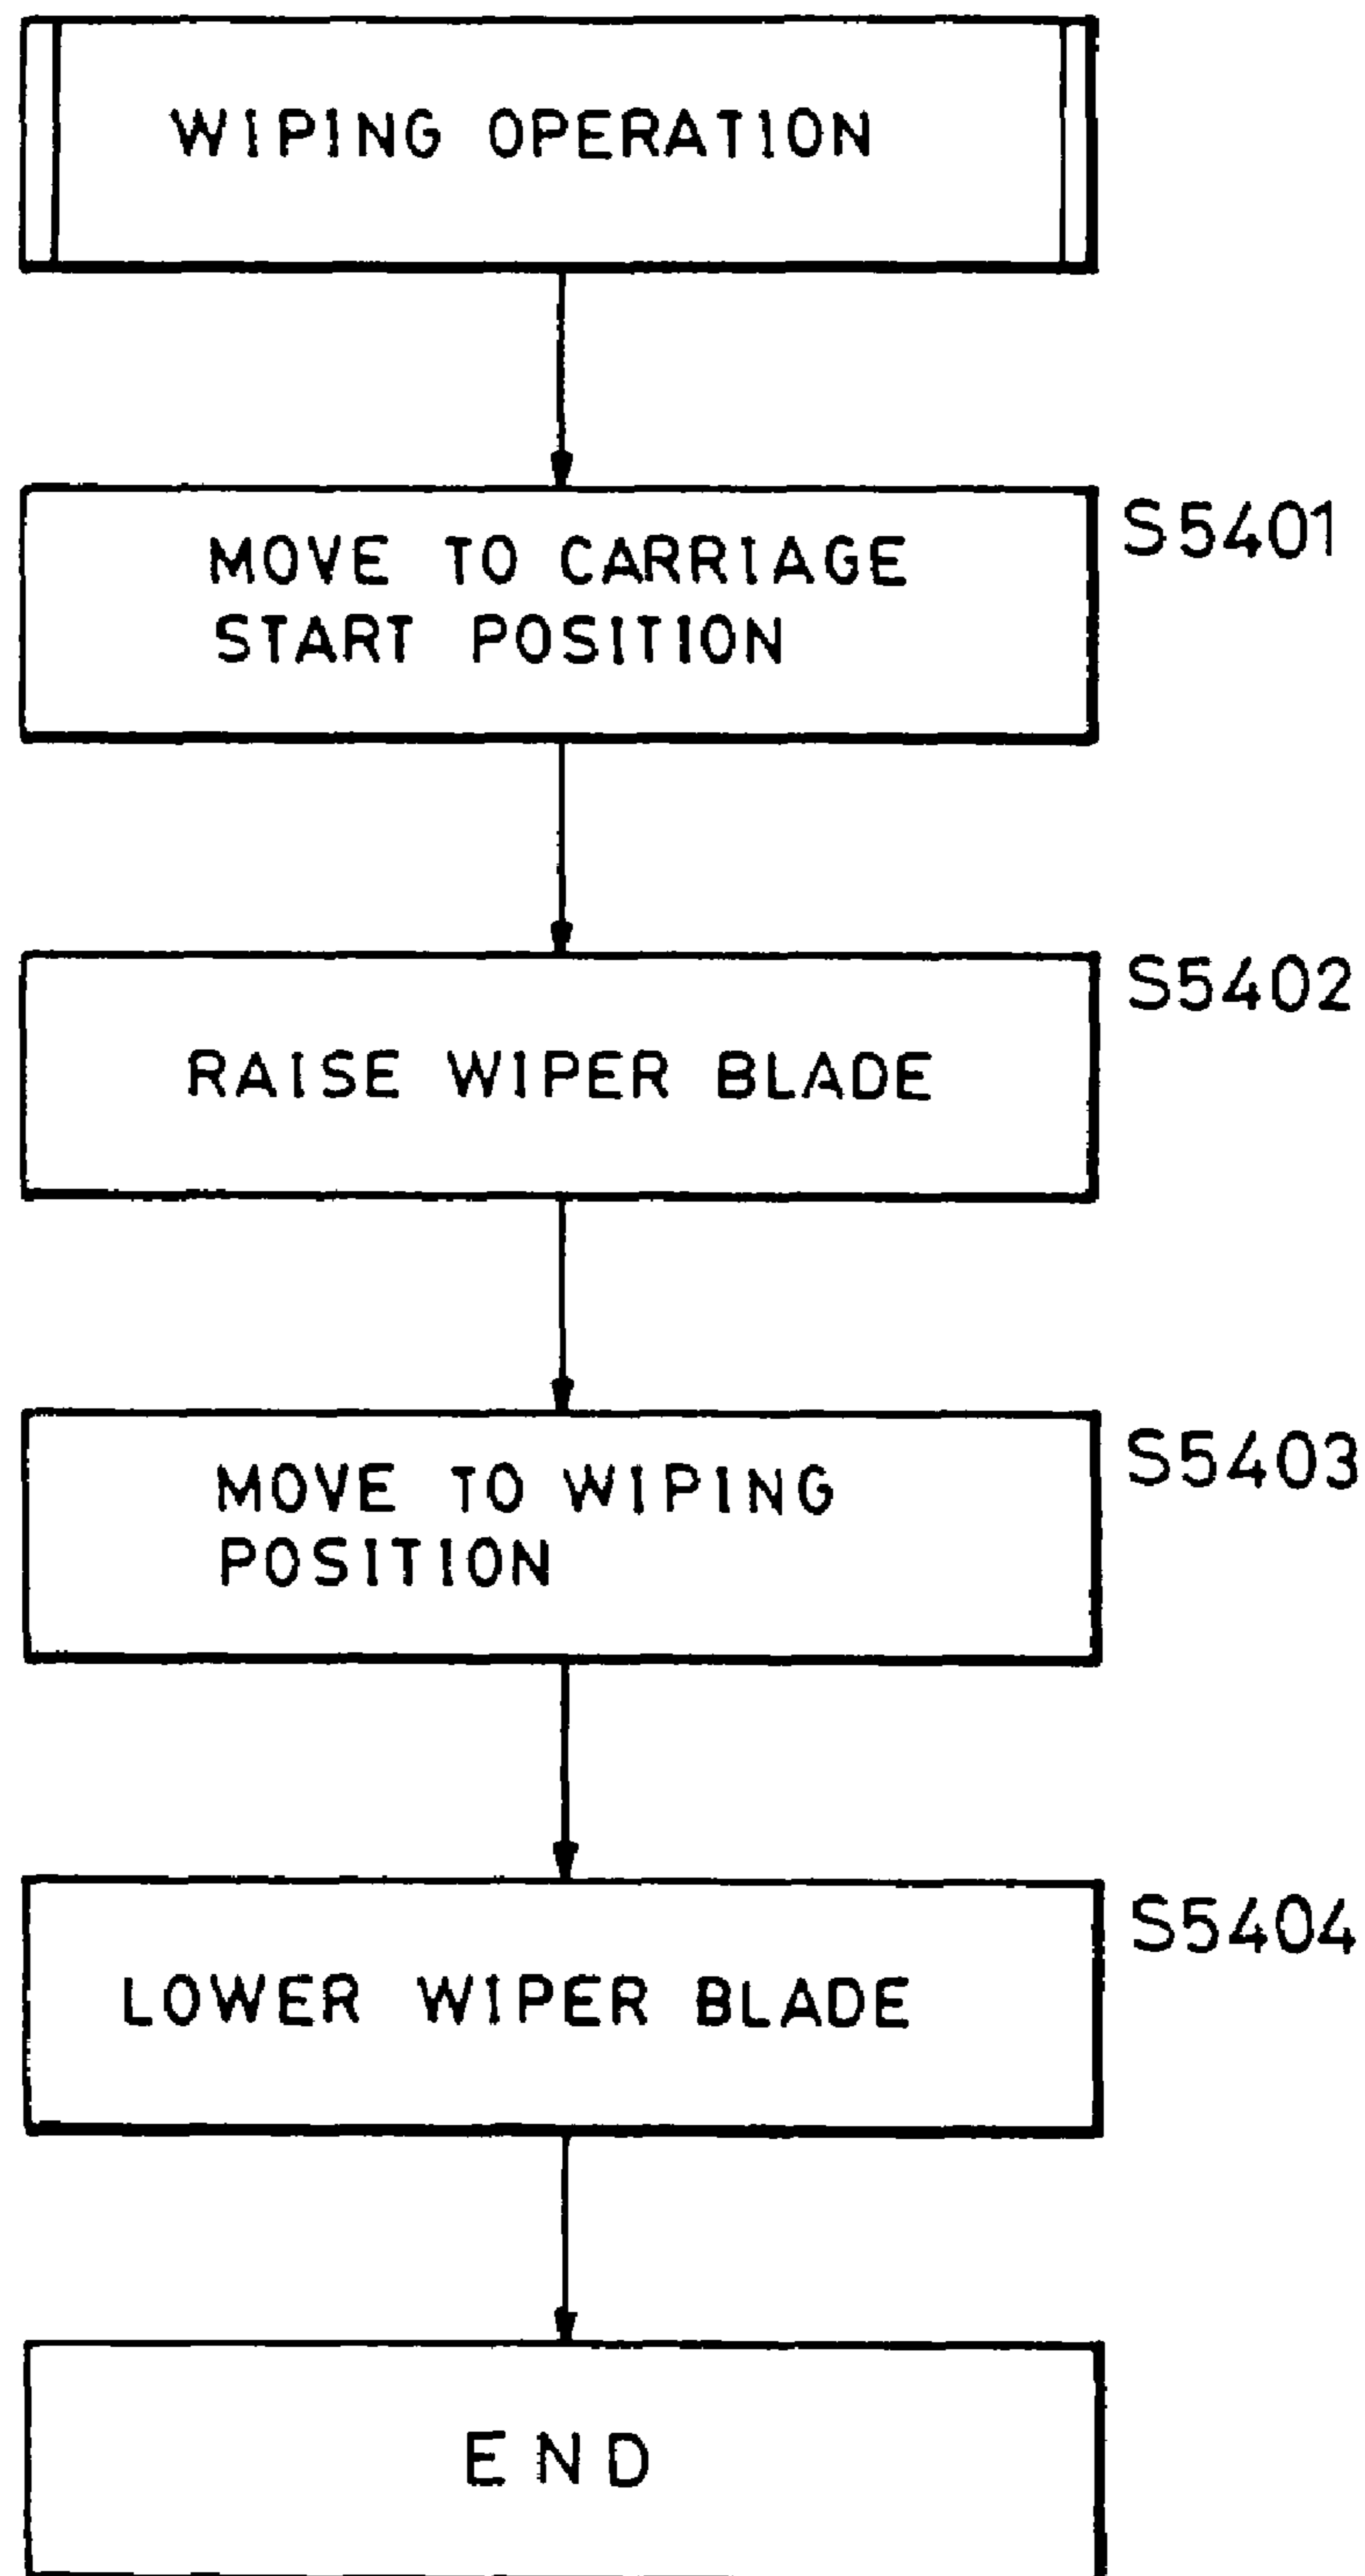 WIPING OPERATION
MOVE TO CARRIAGE
START POSITION
S5401
RAISE WIPER BLADE
S5402
MOVE TO WIPING
POSITION
S5403
LOWER WIPER BLADE
S5404
END